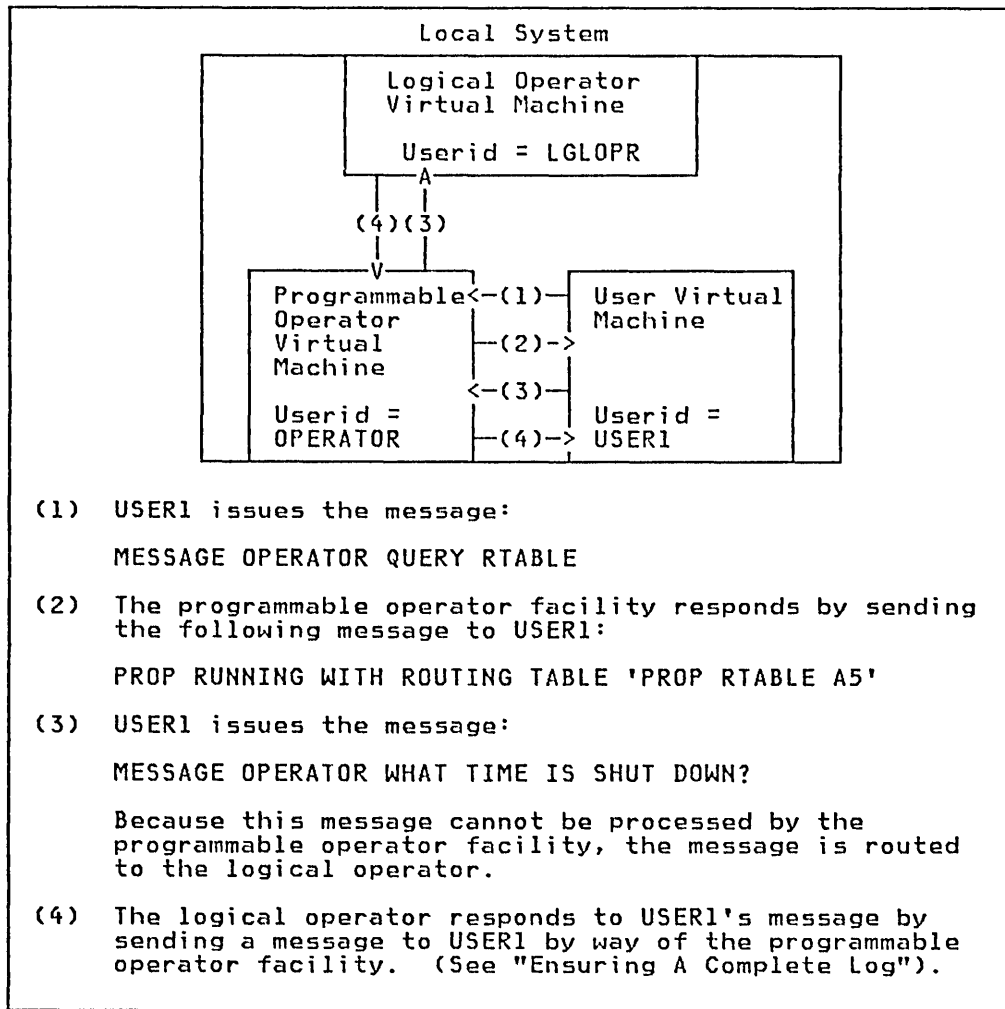 Local System
Logical Operator
Virtual Machine
Userid = LGLOPR
A
(4)(3)
V
Programmable<-(1)- User Virtual
Operator Machine
Virtual -(2)->
Machine
<-(3)-
Userid = Userid =
OPERATOR -(4)-> USER1
(1) USER1 issues the message:
MESSAGE OPERATOR QUERY RTABLE
(2) The programmable operator facility responds by sending
the following message to USER1:
PROP RUNNING WITH ROUTING TABLE 'PROP RTABLE A5'
(3) USER1 issues the message:
MESSAGE OPERATOR WHAT TIME IS SHUT DOWN?
Because this message cannot be processed by the
programmable operator facility, the message is routed
to the logical operator.
(4) The logical operator responds to USER1's message by
sending a message to USER1 by way of the programmable
operator facility. (See "Ensuring A Complete Log").